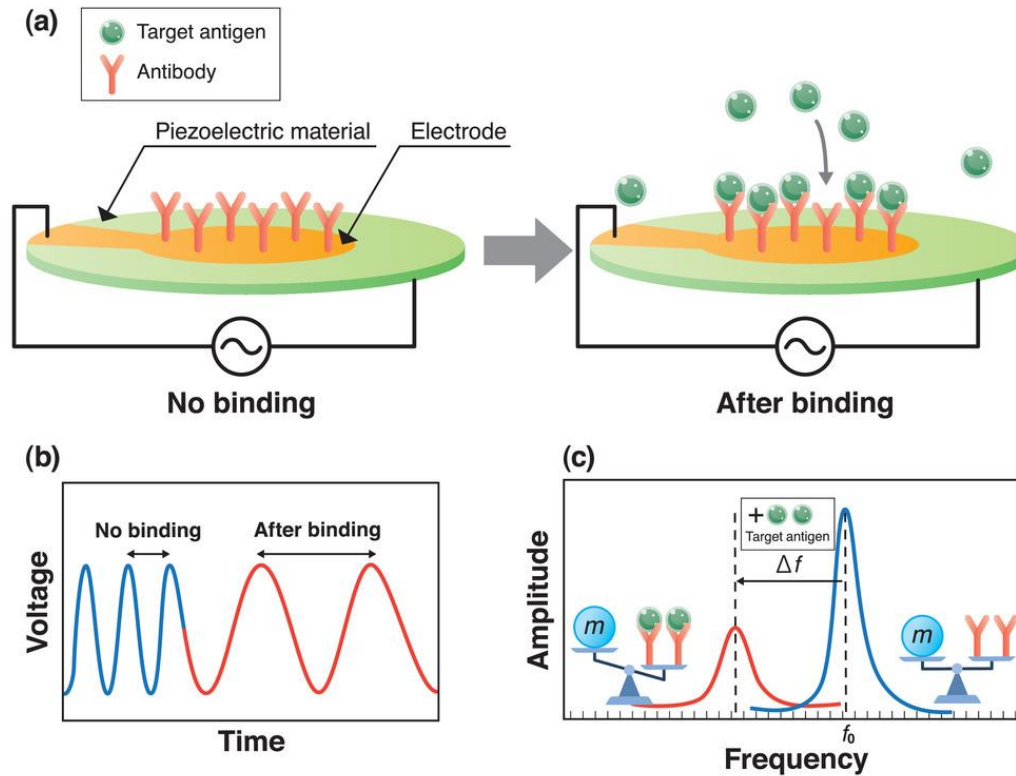 (a)
Target antigen
Antibody
Piezoelectric material
Electrode
No binding
After binding
(b)
No binding
After binding
Voltage
Time
(c)
+
Target antigen
Δf
m
m
Amplitude
f₀
Frequency